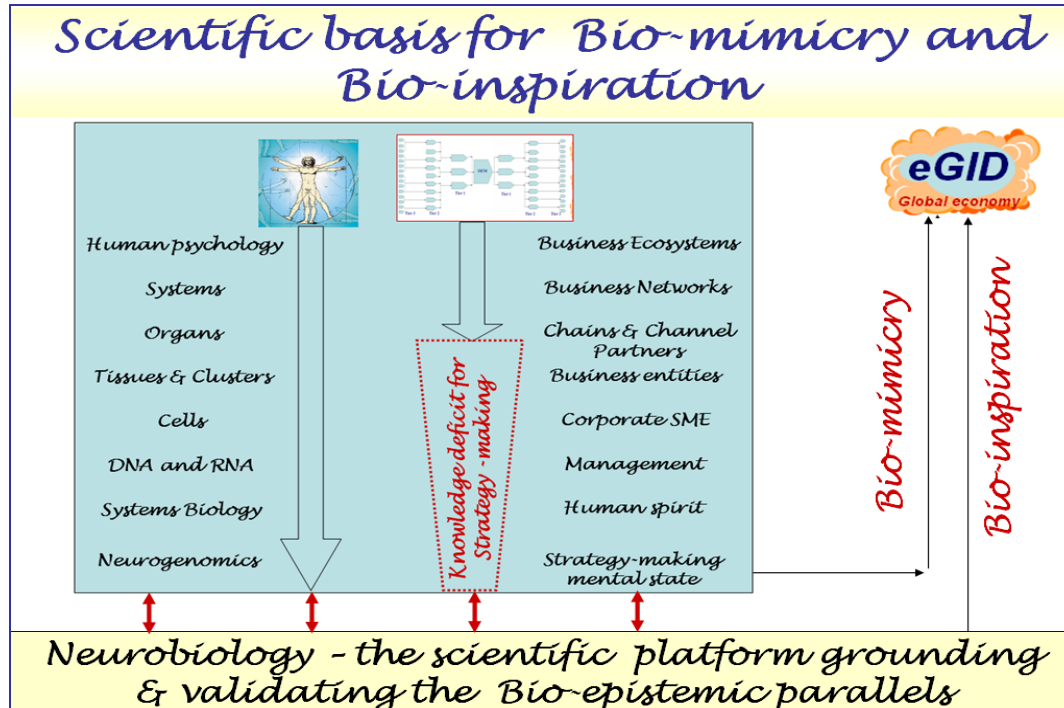 Scientific basis for Bio-mimicry and
Bio-inspiration
eGID
Global economy
Human psychology
Systems
Organs
Tissues & Clusters
Cells
DNA and RNA
Systems Biology
Neurogenomics
Knowledge deficit for
Strategy -making
Business Ecosystems
Business Networks
Chains & Channel
Partners
Business entities
Corporate SME
Management
Human spirit
Strategy-making
mental state
Bio-mimicry
Bio-inspiration
Neurobiology - the scientific platform grounding
& validating the Bio-epistemic parallels